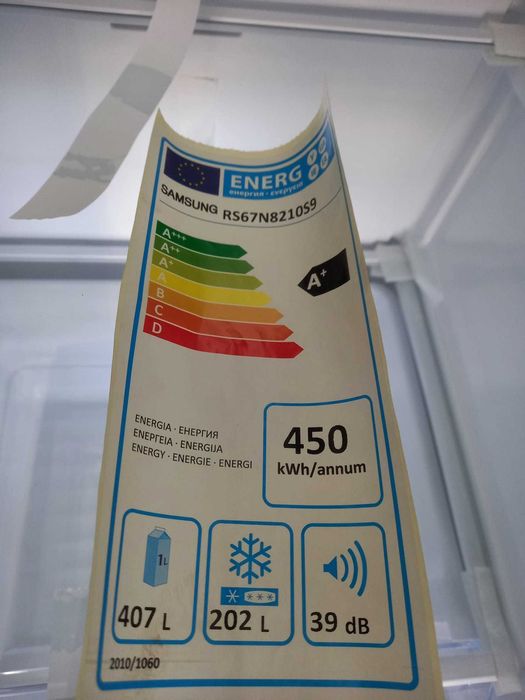 ENERG
енергия · ενεργεια
SAMSUNG RS67N8210S9
A+++
A++
A+
A
B
C
D
A+
ENERGIA · ЕНЕРГИЯ
ΕΝΕΡΓΕΙΑ · ENERGIJA
ENERGY · ENERGIE · ENERGI
450
kWh/annum
1L
407 L
202 L
39 dB
2010/1060